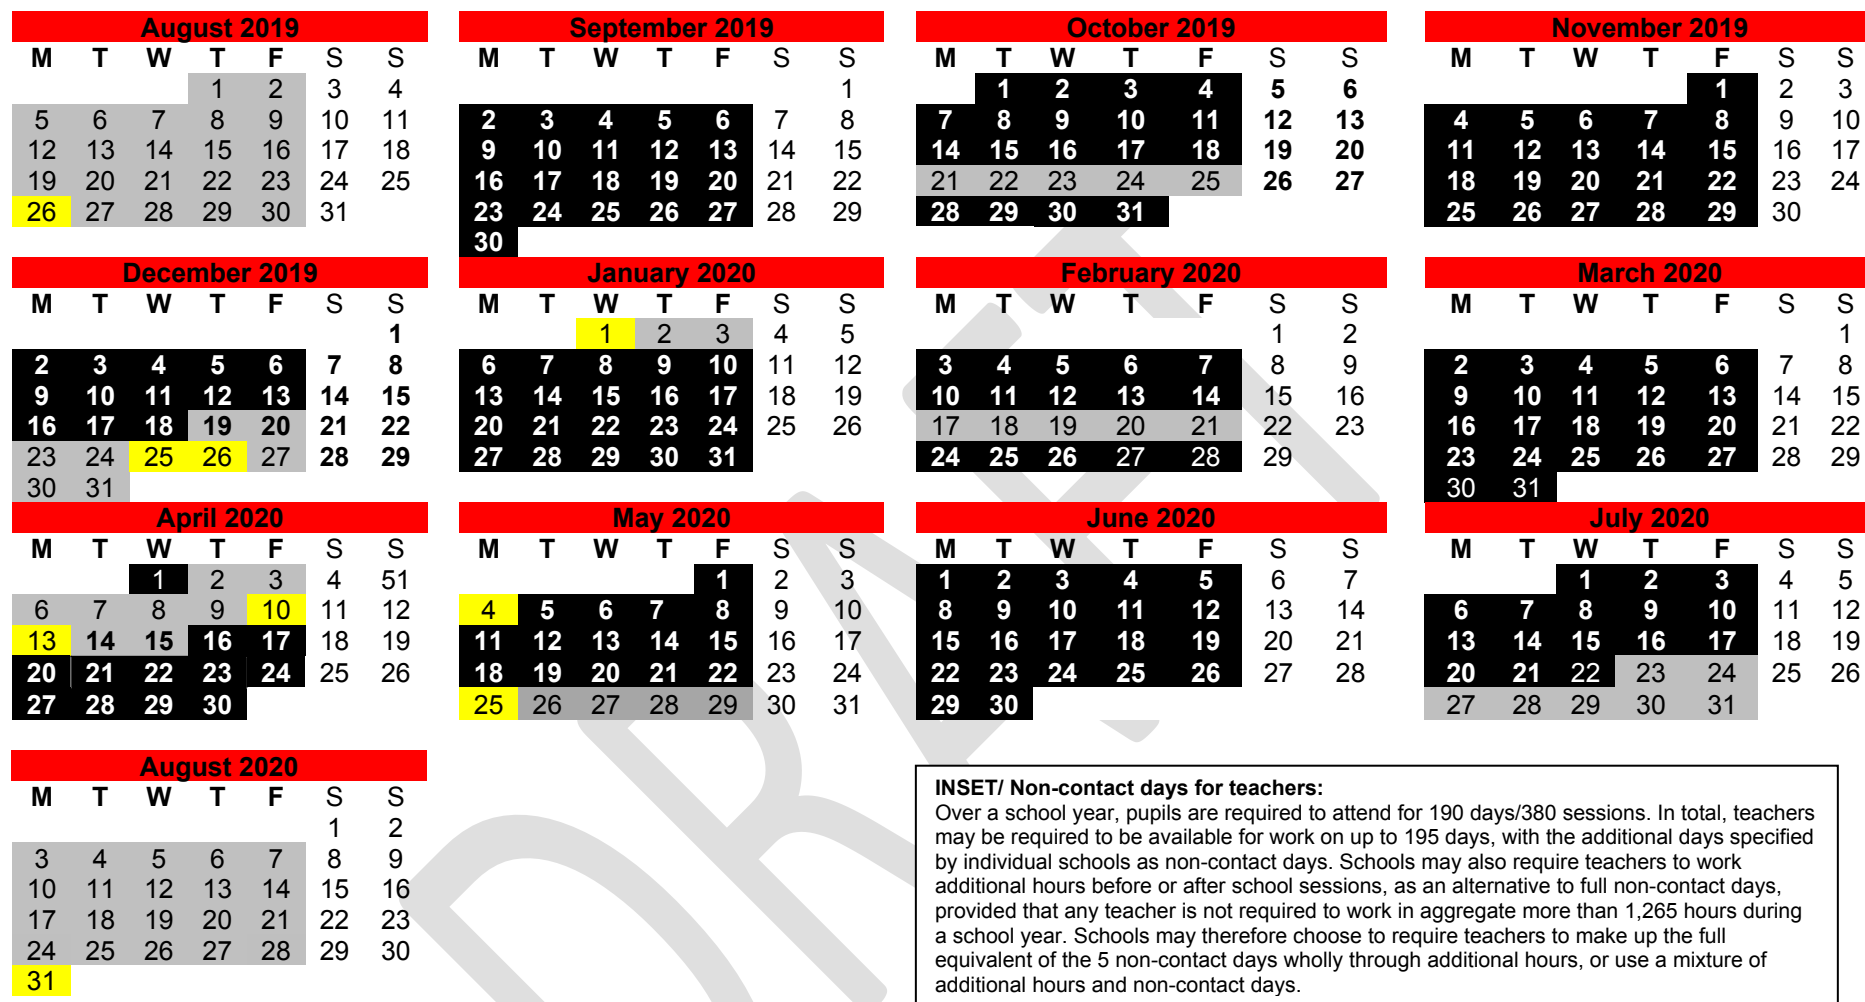 August 2019
M T W T F S S
1 2 3 4
5 6 7 8 9 10 11
12 13 14 15 16 17 18
19 20 21 22 23 24 25
26 27 28 29 30 31
September 2019
M T W T F S S
1
2 3 4 5 6 7 8
9 10 11 12 13 14 15
16 17 18 19 20 21 22
23 24 25 26 27 28 29
30
October 2019
M T W T F S S
1 2 3 4 5 6
7 8 9 10 11 12 13
14 15 16 17 18 19 20
21 22 23 24 25 26 27
28 29 30 31
November 2019
M T W T F S S
1 2 3
4 5 6 7 8 9 10
11 12 13 14 15 16 17
18 19 20 21 22 23 24
25 26 27 28 29 30
December 2019
M T W T F S S
1
2 3 4 5 6 7 8
9 10 11 12 13 14 15
16 17 18 19 20 21 22
23 24 25 26 27 28 29
30 31
January 2020
M T W T F S S
1 2 3 4 5
6 7 8 9 10 11 12
13 14 15 16 17 18 19
20 21 22 23 24 25 26
27 28 29 30 31
February 2020
M T W T F S S
1 2
3 4 5 6 7 8 9
10 11 12 13 14 15 16
17 18 19 20 21 22 23
24 25 26 27 28 29
March 2020
M T W T F S S
1
2 3 4 5 6 7 8
9 10 11 12 13 14 15
16 17 18 19 20 21 22
23 24 25 26 27 28 29
30 31
April 2020
M T W T F S S
1 2 3 4 51
6 7 8 9 10 11 12
13 14 15 16 17 18 19
20 21 22 23 24 25 26
27 28 29 30
May 2020
M T W T F S S
1 2 3
4 5 6 7 8 9 10
11 12 13 14 15 16 17
18 19 20 21 22 23 24
25 26 27 28 29 30 31
June 2020
M T W T F S S
1 2 3 4 5 6 7
8 9 10 11 12 13 14
15 16 17 18 19 20 21
22 23 24 25 26 27 28
29 30
July 2020
M T W T F S S
1 2 3 4 5
6 7 8 9 10 11 12
13 14 15 16 17 18 19
20 21 22 23 24 25 26
27 28 29 30 31
August 2020
M T W T F S S
1 2
3 4 5 6 7 8 9
10 11 12 13 14 15 16
17 18 19 20 21 22 23
24 25 26 27 28 29 30
31
INSET/ Non-contact days for teachers:
Over a school year, pupils are required to attend for 190 days/380 sessions. In total, teachers
may be required to be available for work on up to 195 days, with the additional days specified
by individual schools as non-contact days. Schools may also require teachers to work
additional hours before or after school sessions, as an alternative to full non-contact days,
provided that any teacher is not required to work in aggregate more than 1,265 hours during
a school year. Schools may therefore choose to require teachers to make up the full
equivalent of the 5 non-contact days wholly through additional hours, or use a mixture of
additional hours and non-contact days.
DRAFT